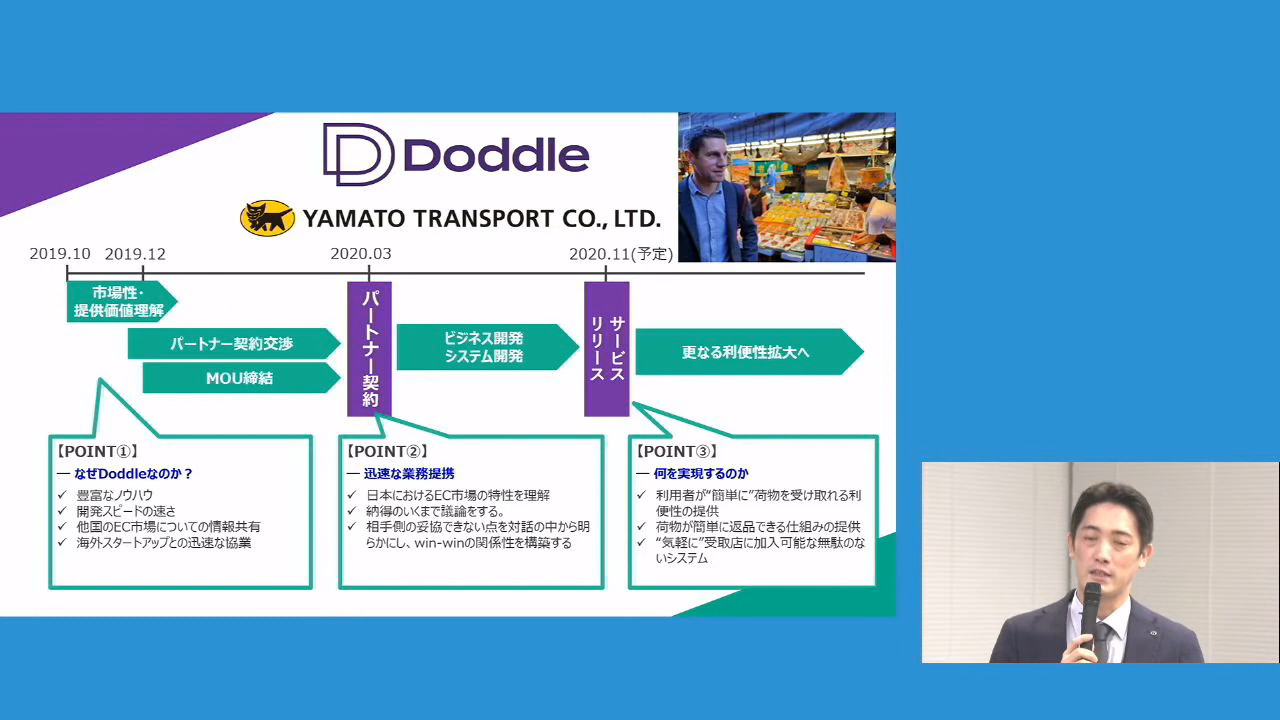 Doddle
YAMATO TRANSPORT CO., LTD.
2019.10
2019.12
2020.03
2020.11(予定)
市場性・
提供価値理解
パートナー契約交渉
MOU締結
パートナー契約
ビジネス開発
システム開発
サービス
リリース
更なる利便性拡大へ
【POINT①】
― なぜDoddleなのか？
✓ 豊富なノウハウ
✓ 開発スピードの速さ
✓ 他国のEC市場についての情報共有
✓ 海外スタートアップとの迅速な協業
【POINT②】
― 迅速な業務提携
✓ 日本におけるEC市場の特性を理解
✓ 納得のいくまで議論をする。
✓ 相手側の妥協できない点を対話の中から明
らかにし、win-winの関係性を構築する
【POINT③】
― 何を実現するのか
✓ 利用者が“簡単に”荷物を受け取れる利
便性の提供
✓ 荷物が簡単に返品できる仕組みの提供
✓ “気軽に”受取店に加入可能な無駄のな
いシステム